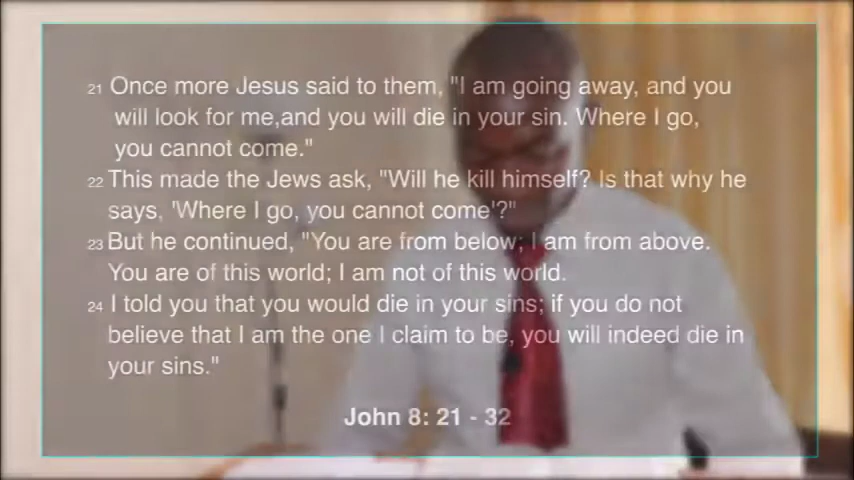 21 Once more Jesus said to them, "I am going away, and you
will look for me,and you will die in your sin. Where I go,
you cannot come."
22 This made the Jews ask, "Will he kill himself? Is that why he
says, 'Where I go, you cannot come'?"
23 But he continued, "You are from below; I am from above.
You are of this world; I am not of this world.
24 I told you that you would die in your sins; if you do not
believe that I am the one I claim to be, you will indeed die in
your sins."
John 8: 21 - 32